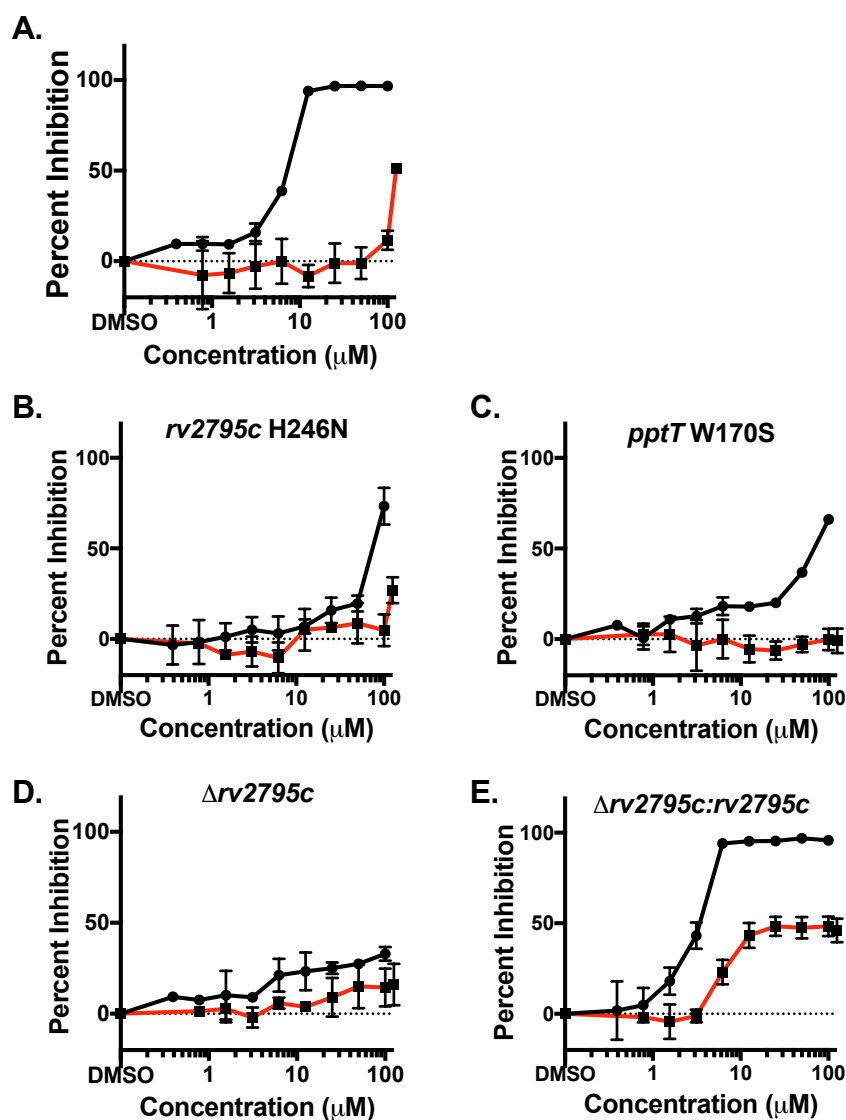 A.
Percent Inhibition
100
50
0
DMSO
1
10
100
Concentration (μM)
B.
rv2795c H246N
Percent Inhibition
100
50
0
DMSO
1
10
100
Concentration (μM)
C.
pptT W170S
Percent Inhibition
100
50
0
DMSO
1
10
100
Concentration (μM)
D.
Δrv2795c
Percent Inhibition
100
50
0
DMSO
1
10
100
Concentration (μM)
E.
Δrv2795c:rv2795c
Percent Inhibition
100
50
0
DMSO
1
10
100
Concentration (μM)